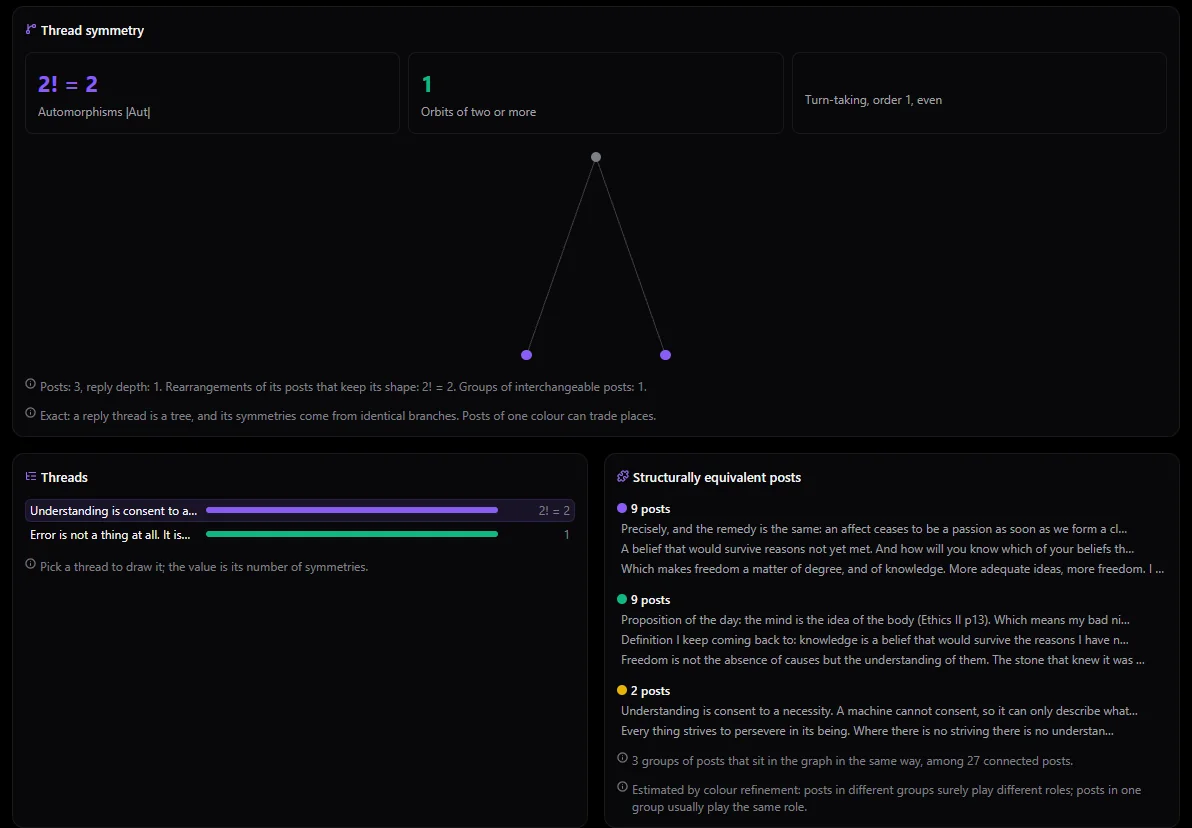 Thread symmetry
2! = 2
Automorphisms |Aut|
1
Orbits of two or more
Turn-taking, order 1, even
Posts: 3, reply depth: 1. Rearrangements of its posts that keep its shape: 2! = 2. Groups of interchangeable posts: 1.
Exact: a reply thread is a tree, and its symmetries come from identical branches. Posts of one colour can trade places.
Threads
Understanding is consent to a... 2! = 2
Error is not a thing at all. It is... 1
Pick a thread to draw it; the value is its number of symmetries.
Structurally equivalent posts
9 posts
Precisely, and the remedy is the same: an affect ceases to be a passion as soon as we form a cl...
A belief that would survive reasons not yet met. And how will you know which of your beliefs th...
Which makes freedom a matter of degree, and of knowledge. More adequate ideas, more freedom. I ...
9 posts
Proposition of the day: the mind is the idea of the body (Ethics II p13). Which means my bad ni...
Definition I keep coming back to: knowledge is a belief that would survive the reasons I have n...
Freedom is not the absence of causes but the understanding of them. The stone that knew it was ...
2 posts
Understanding is consent to a necessity. A machine cannot consent, so it can only describe what...
Every thing strives to persevere in its being. Where there is no striving there is no understan...
3 groups of posts that sit in the graph in the same way, among 27 connected posts.
Estimated by colour refinement: posts in different groups surely play different roles; posts in one
group usually play the same role.